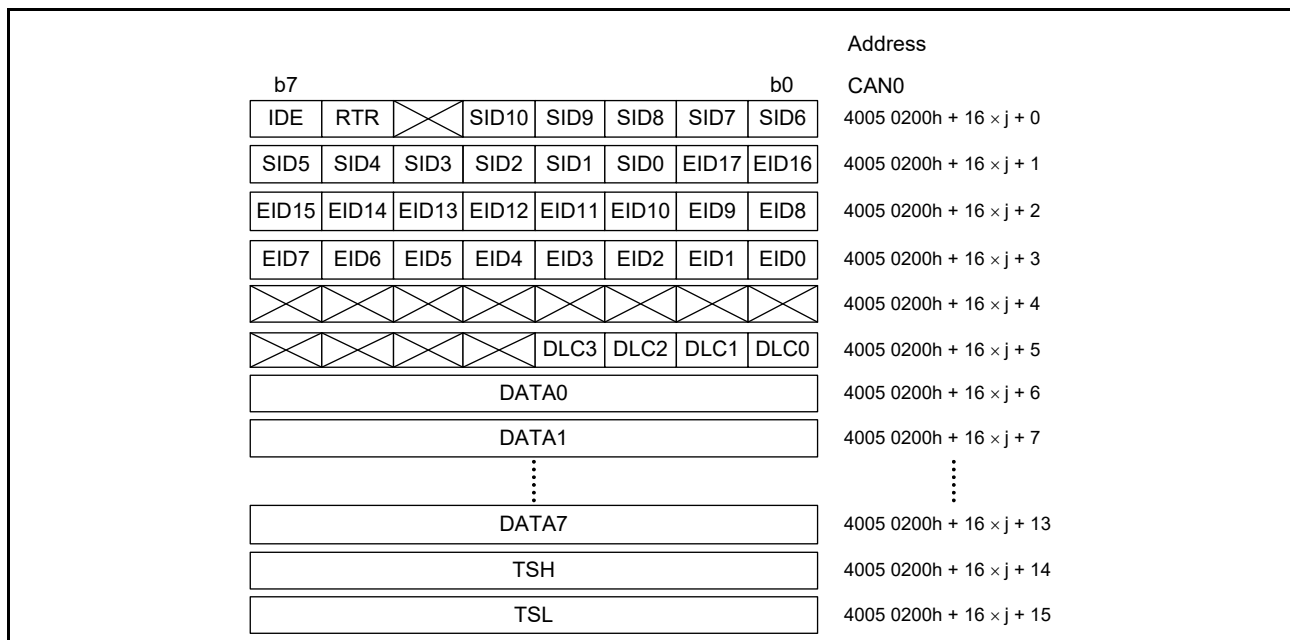 Address
b7 b0 CAN0
IDE RTR SID10 SID9 SID8 SID7 SID6 4005 0200h + 16 × j + 0
SID5 SID4 SID3 SID2 SID1 SID0 EID17 EID16 4005 0200h + 16 × j + 1
EID15 EID14 EID13 EID12 EID11 EID10 EID9 EID8 4005 0200h + 16 × j + 2
EID7 EID6 EID5 EID4 EID3 EID2 EID1 EID0 4005 0200h + 16 × j + 3
4005 0200h + 16 × j + 4
DLC3 DLC2 DLC1 DLC0 4005 0200h + 16 × j + 5
DATA0 4005 0200h + 16 × j + 6
DATA1 4005 0200h + 16 × j + 7
DATA7 4005 0200h + 16 × j + 13
TSH 4005 0200h + 16 × j + 14
TSL 4005 0200h + 16 × j + 15